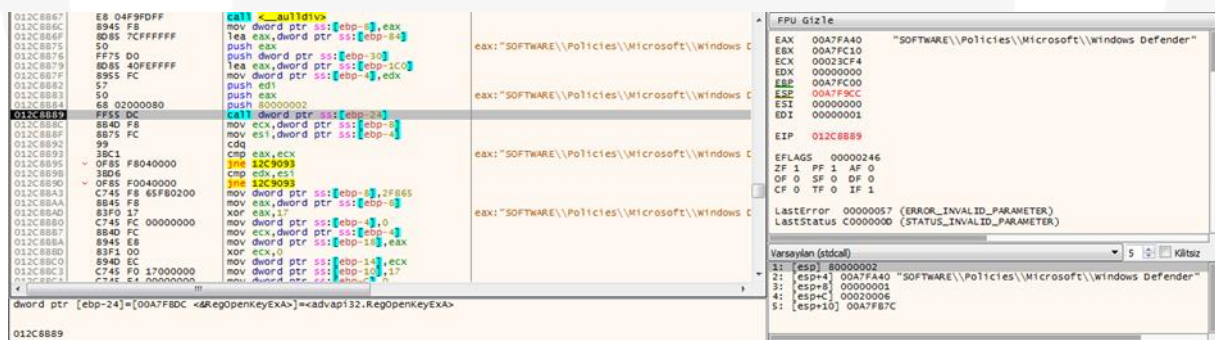 012C8867 E8 04F9FDFF call <__aulldiv>
012C886C 8945 F8 mov dword ptr ss:[ebp-8],eax
012C886F 8D85 7CFFFFFF lea eax,dword ptr ss:[ebp-84]
012C8875 50 push eax eax:"SOFTWARE\\Policies\\Microsoft\\Windows D
012C8876 FF75 D0 push dword ptr ss:[ebp-30]
012C8879 8D85 40FEFFFF lea eax,dword ptr ss:[ebp-1C0]
012C887F 8955 FC mov dword ptr ss:[ebp-4],edx
012C8882 57 push edi
012C8883 50 push eax eax:"SOFTWARE\\Policies\\Microsoft\\Windows D
012C8884 68 02000080 push 80000002
012C8889 FF55 DC call dword ptr ss:[ebp-24]
012C888C 8B4D F8 mov ecx,dword ptr ss:[ebp-8]
012C888F 8B75 FC mov esi,dword ptr ss:[ebp-4]
012C8892 99 cdq
012C8893 3BC1 cmp eax,ecx eax:"SOFTWARE\\Policies\\Microsoft\\Windows D
012C8895 0F85 F8040000 jne 12C9093
012C889B 3BD6 cmp edx,esi
012C889D 0F85 F0040000 jne 12C9093
012C88A3 C745 F8 65F80200 mov dword ptr ss:[ebp-8],2F865
012C88AA 8B45 F8 mov eax,dword ptr ss:[ebp-8]
012C88AD 83F0 17 xor eax,17 eax:"SOFTWARE\\Policies\\Microsoft\\Windows D
012C88B0 C745 FC 00000000 mov dword ptr ss:[ebp-4],0
012C88B7 8B4D FC mov ecx,dword ptr ss:[ebp-4]
012C88BA 8945 E8 mov dword ptr ss:[ebp-18],eax
012C88BD 83F1 00 xor ecx,0
012C88C0 894D EC mov dword ptr ss:[ebp-14],ecx
012C88C3 C745 F0 17000000 mov dword ptr ss:[ebp-10],17
dword ptr [ebp-24]=[00A7FBDC <&RegOpenKeyExA>]=<advapi32.RegOpenKeyExA>
012C8889
FPU Gizle
EAX 00A7FA40 "SOFTWARE\\Policies\\Microsoft\\Windows Defender"
EBX 00A7FC10
ECX 00023CF4
EDX 00000000
EBP 00A7FC00
ESP 00A7F9CC
ESI 00000000
EDI 00000001
EIP 012C8889
EFLAGS 00000246
ZF 1 PF 1 AF 0
OF 0 SF 0 DF 0
CF 0 TF 0 IF 1
LastError 00000057 (ERROR_INVALID_PARAMETER)
LastStatus C000000D (STATUS_INVALID_PARAMETER)
Varsayılan (stdcall) 5 Kilitsiz
1: [esp] 80000002
2: [esp+4] 00A7FA40 "SOFTWARE\\Policies\\Microsoft\\Windows Defender"
3: [esp+8] 00000001
4: [esp+C] 00020006
5: [esp+10] 00A7FB7C